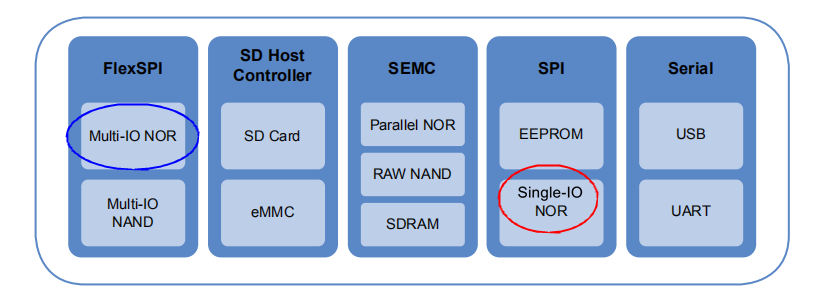 FlexSPI
Multi-IO NOR
Multi-IO
NAND
SD Host
Controller
SD Card
eMMC
SEMC
Parallel NOR
RAW NAND
SDRAM
SPI
EEPROM
Single-IO
NOR
Serial
USB
UART